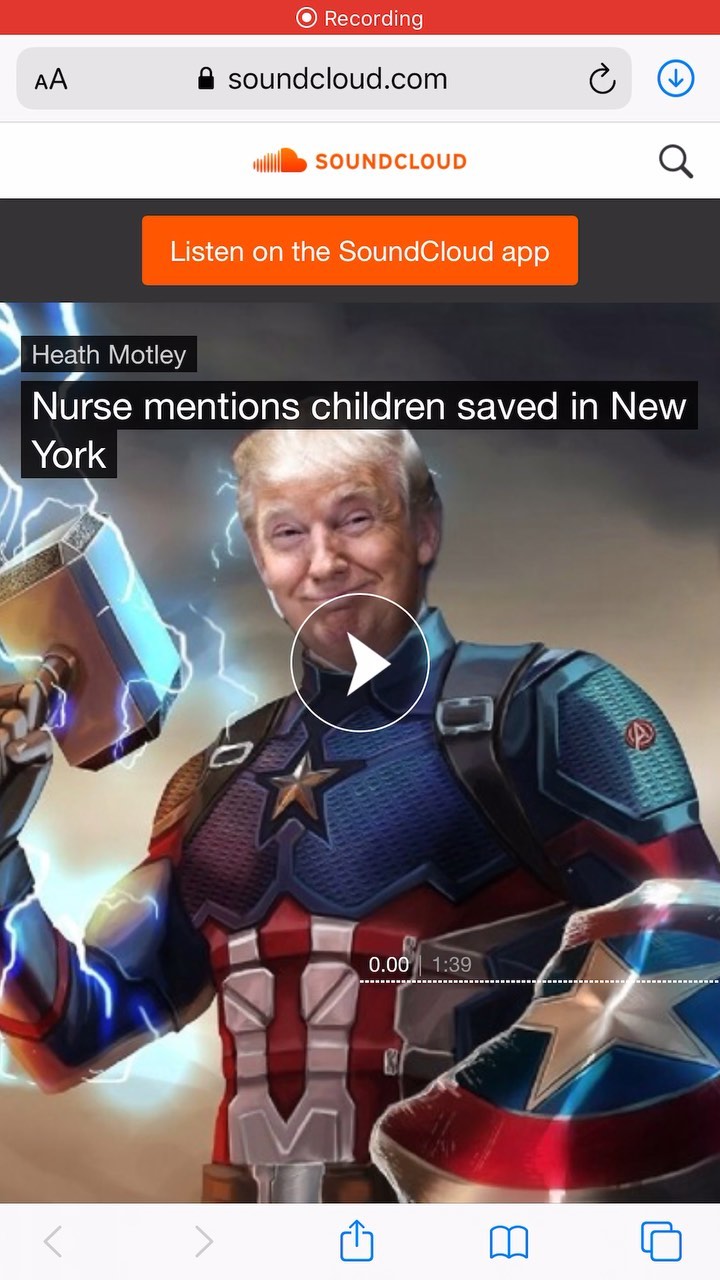 Recording
AA
soundcloud.com
SOUNDCLOUD
Listen on the SoundCloud app
Heath Motley
Nurse mentions children saved in New
York
0.00 | 1:39